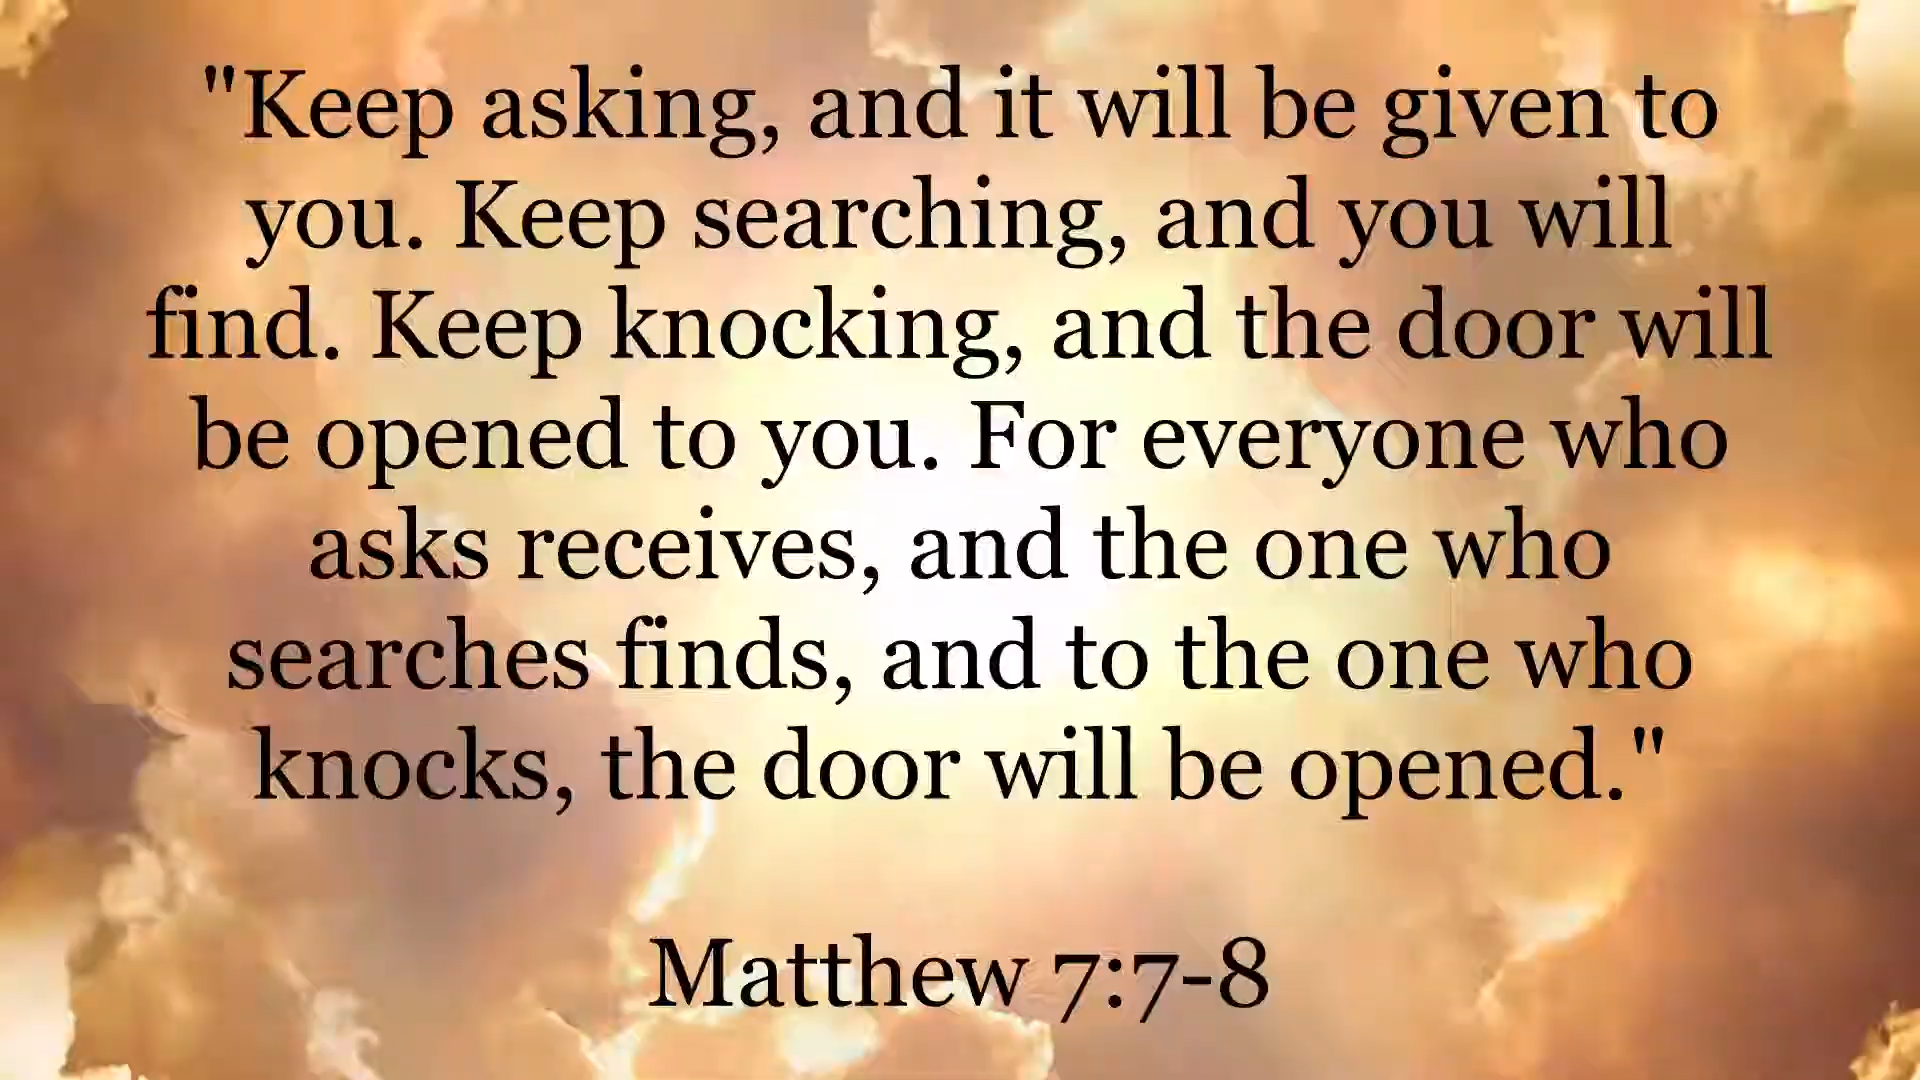 "Keep asking, and it will be given to
you. Keep searching, and you will
find. Keep knocking, and the door will
be opened to you. For everyone who
asks receives, and the one who
searches finds, and to the one who
knocks, the door will be opened."
Matthew 7:7-8